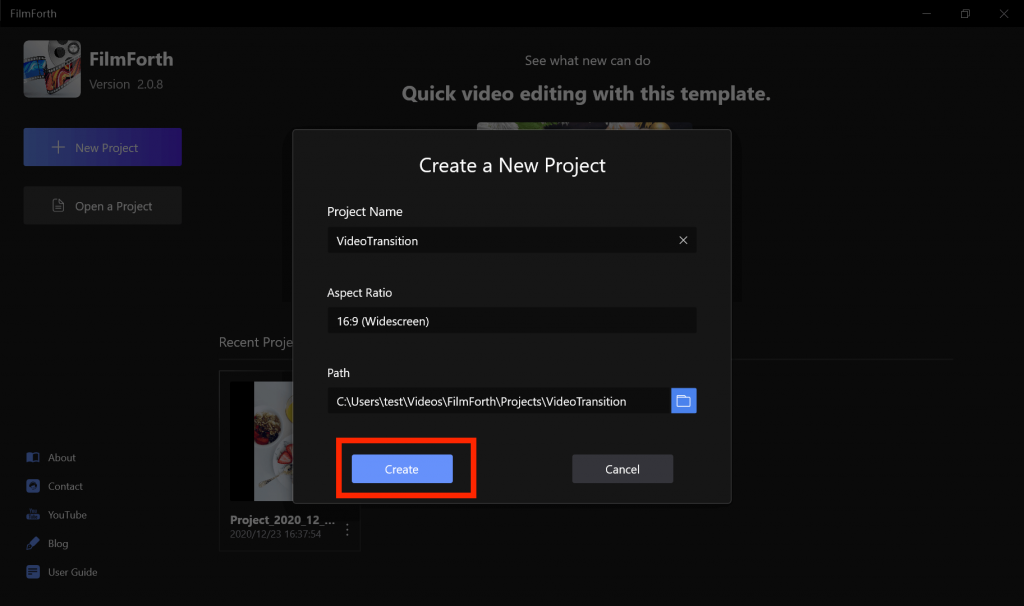 FilmForth
FilmForth
Version 2.0.8
See what new can do
Quick video editing with this template.
New Project
Open a Project
Create a New Project
Project Name
VideoTransition
Aspect Ratio
16:9 (Widescreen)
Recent Proje
Path
C:\Users\test\Videos\FilmForth\Projects\VideoTransition
Create
Cancel
Project_2020_12_...
2020/12/23 16:37:54
About
Contact
YouTube
Blog
User Guide